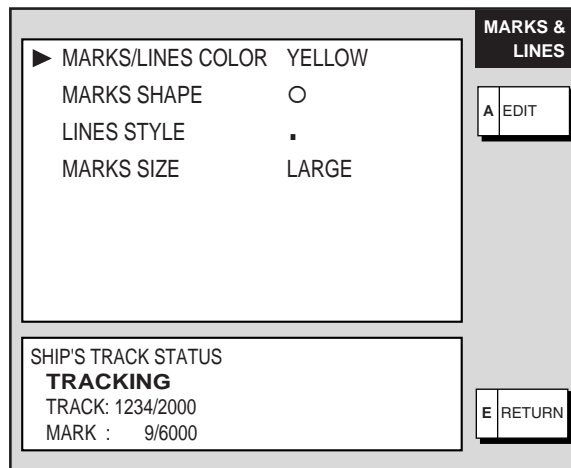 MARKS &
LINES
▶ MARKS/LINES COLOR YELLOW
MARKS SHAPE ○
LINES STYLE .
MARKS SIZE LARGE
A EDIT
SHIP'S TRACK STATUS
TRACKING
TRACK: 1234/2000
MARK : 9/6000
E RETURN